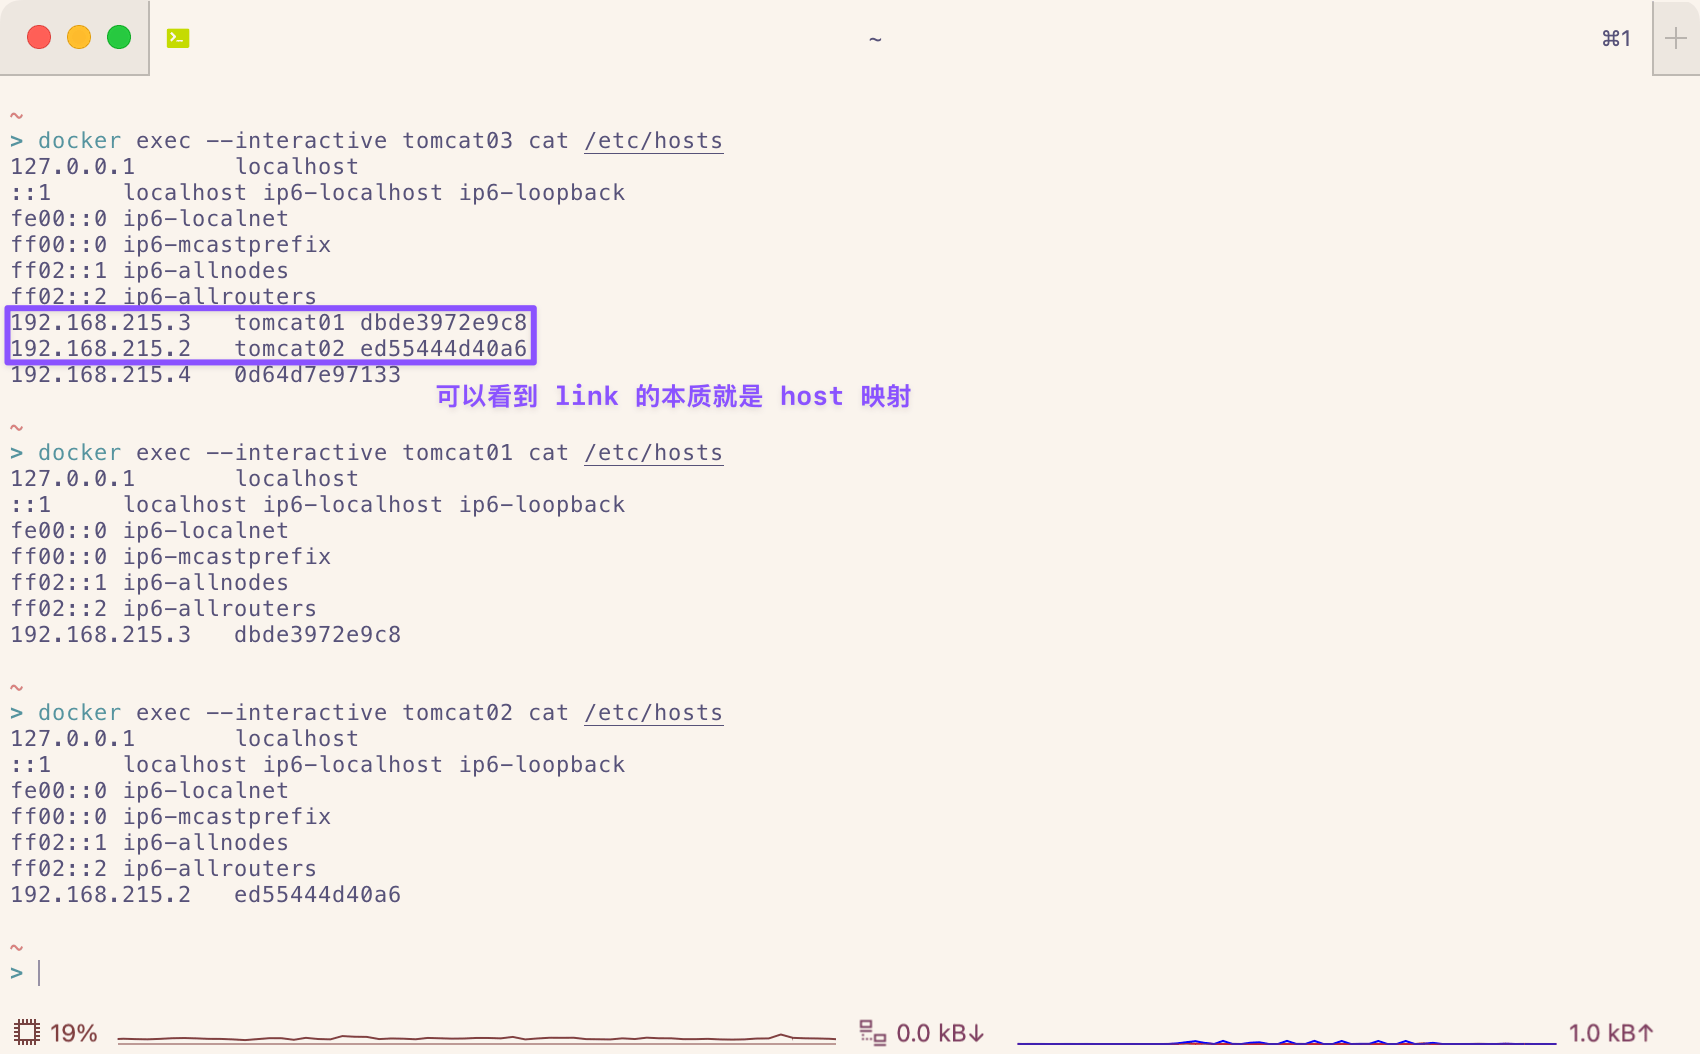 ~
⌘1
~
> docker exec --interactive tomcat03 cat /etc/hosts
127.0.0.1 localhost
::1 localhost ip6-localhost ip6-loopback
fe00::0 ip6-localnet
ff00::0 ip6-mcastprefix
ff02::1 ip6-allnodes
ff02::2 ip6-allrouters
192.168.215.3 tomcat01 dbde3972e9c8
192.168.215.2 tomcat02 ed55444d40a6
192.168.215.4 0d64d7e97133
可以看到 link 的本质就是 host 映射
~
> docker exec --interactive tomcat01 cat /etc/hosts
127.0.0.1 localhost
::1 localhost ip6-localhost ip6-loopback
fe00::0 ip6-localnet
ff00::0 ip6-mcastprefix
ff02::1 ip6-allnodes
ff02::2 ip6-allrouters
192.168.215.3 dbde3972e9c8
~
> docker exec --interactive tomcat02 cat /etc/hosts
127.0.0.1 localhost
::1 localhost ip6-localhost ip6-loopback
fe00::0 ip6-localnet
ff00::0 ip6-mcastprefix
ff02::1 ip6-allnodes
ff02::2 ip6-allrouters
192.168.215.2 ed55444d40a6
~
>
19% 0.0 kB↓ 1.0 kB↑